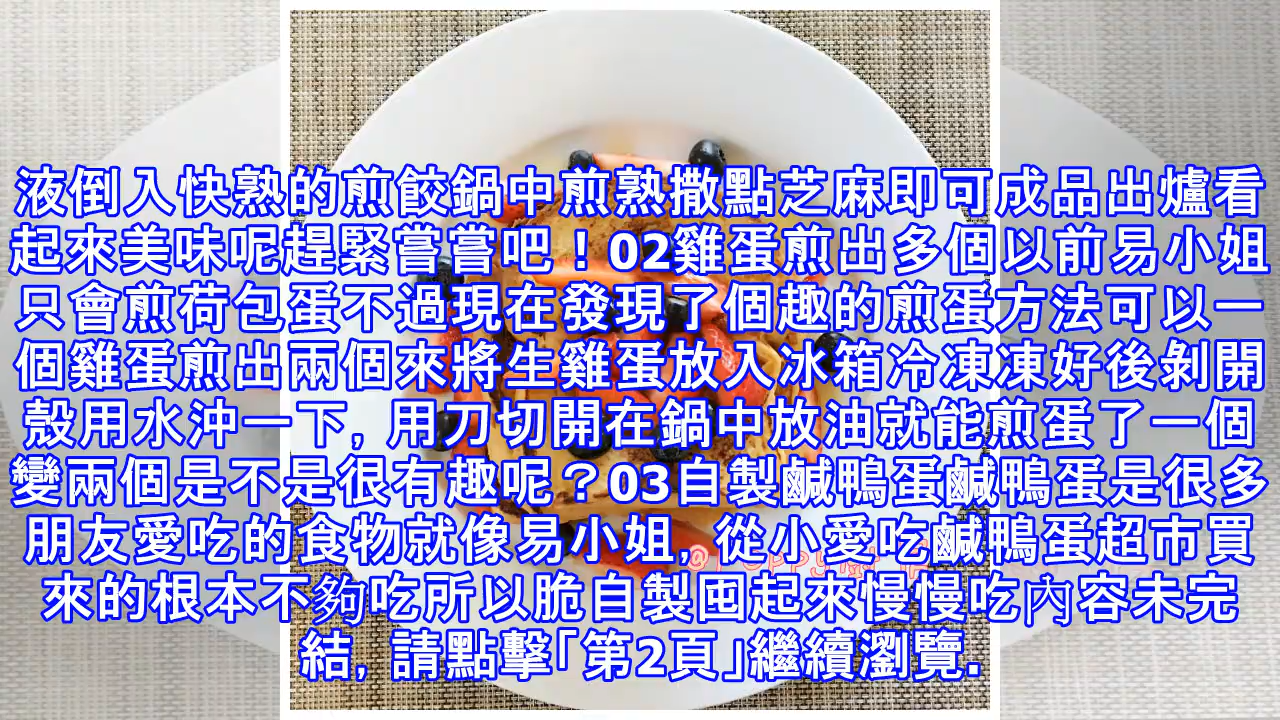 液倒入快熟的煎餃鍋中煎熟撒點芝麻即可成品出爐看
起來美味呢趕緊嘗嘗吧！02雞蛋煎出多個以前易小姐
只會煎荷包蛋不過現在發現了個趣的煎蛋方法可以一
個雞蛋煎出兩個來將生雞蛋放入冰箱冷凍凍好後剝開
殼用水沖一下,用刀切開在鍋中放油就能煎蛋了一個
變兩個是不是很有趣呢？03自製鹹鴨蛋鹹鴨蛋是很多
朋友愛吃的食物就像易小姐,從小愛吃鹹鴨蛋超市買
來的根本不夠吃所以脆自製囤起來慢慢吃內容未完
結,請點擊｢第2頁｣繼續瀏覽.